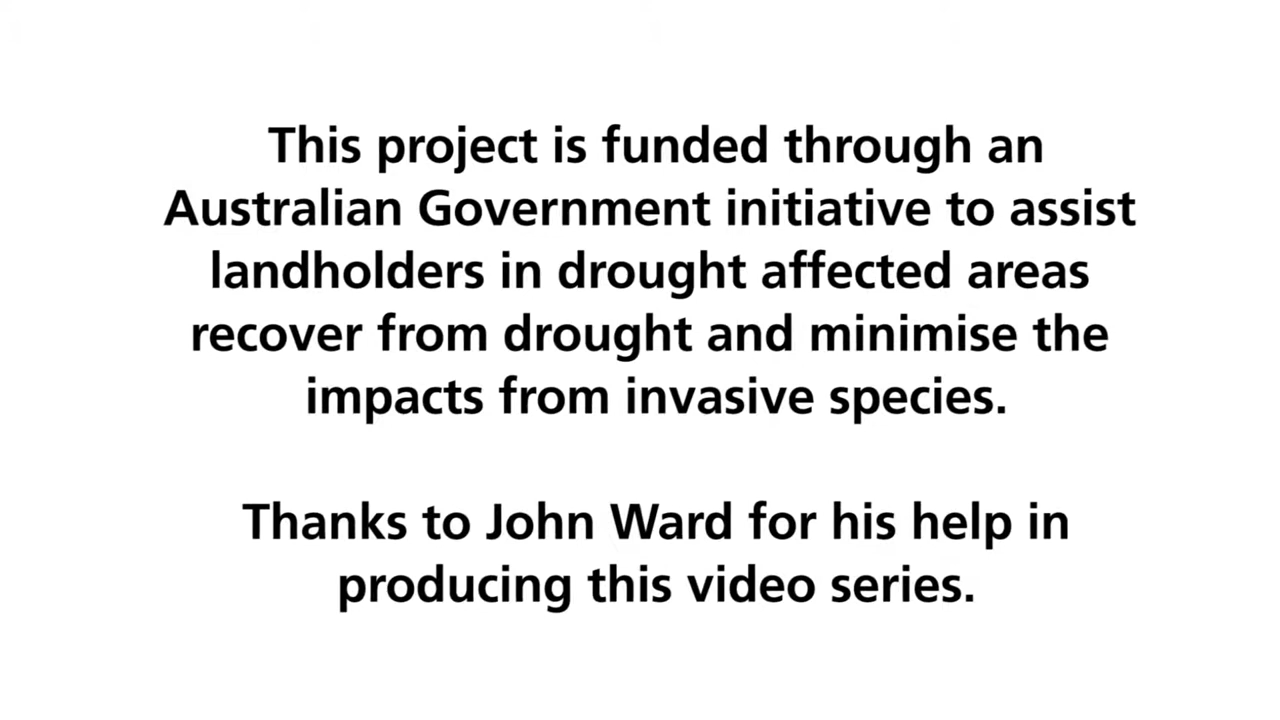 This project is funded through an
Australian Government initiative to assist
landholders in drought affected areas
recover from drought and minimise the
impacts from invasive species.
Thanks to John Ward for his help in
producing this video series.